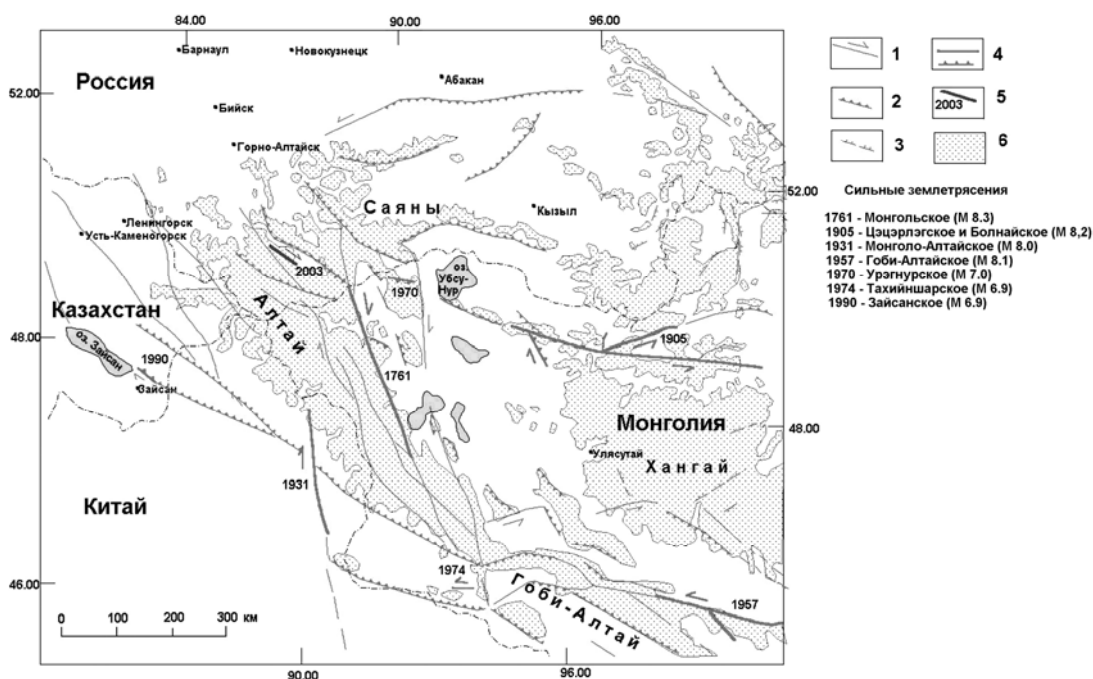 84.00
90.00
96.00
Барнаул
Новокузнецк
1
4
Россия
Абакан
52.00
Бийск
2
2003
5
Горно-Алтайск
3
6
52.00
Саяны
Кызыл
Сильные землетрясения
Ленингорск
Усть-Каменогорск
1761 - Монгольское (М 8.3)
1905 - Цэцэрлэгское и Болнайское (М 8,2)
1931 - Монголо-Алтайское (М 8.0)
1957 - Гоби-Алтайское (М 8.1)
1970 - Урэгнурское (М 7.0)
1974 - Тахийншарское (М 6.9)
1990 - Зайсанское (М 6.9)
2003
1970
оз.
Убсу-
Нур
Казахстан
Алтай
48.00
оз. Зайсан
1990
1905
Зайсан
1761
Монголия
48.00
Улясутай
Хангай
1931
Китай
1974
46.00
Гоби-Алтай
1957
0 100 200 300 км
90.00
96.00